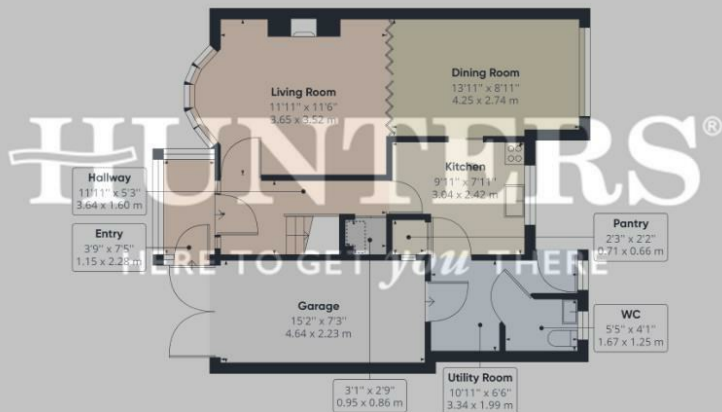 Living Room
11'11" x 11'6"
3.65 x 3.52 m
Dining Room
13'11" x 8'11"
4.25 x 2.74 m
HUNTERS®
Hallway
11'11" x 5'3"
3.64 x 1.60 m
Kitchen
9'11" x 7'11"
3.04 x 2.42 m
Entry
3'9" x 7'5"
1.15 x 2.28 m
Pantry
2'3" x 2'2"
0.71 x 0.66 m
HERE TO GET you THERE
Garage
15'2" x 7'3"
4.64 x 2.23 m
WC
5'5" x 4'1"
1.67 x 1.25 m
3'1" x 2'9"
0.95 x 0.86 m
Utility Room
10'11" x 6'6"
3.34 x 1.99 m